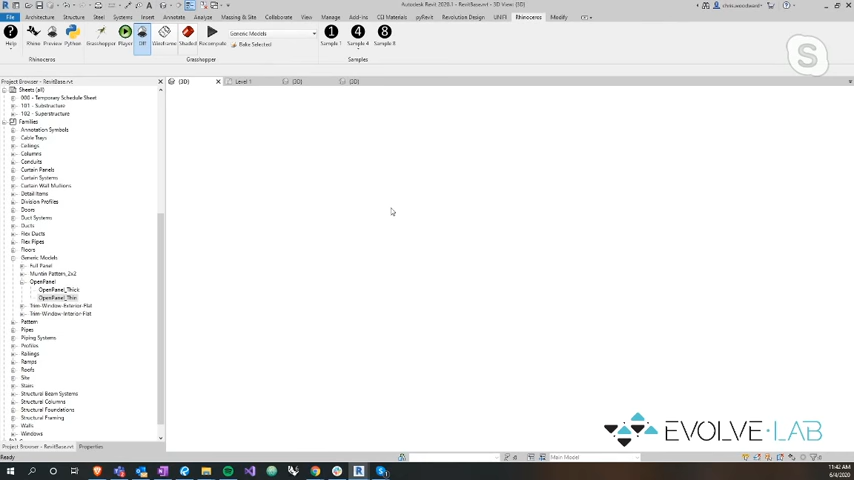 Autodesk Revit 2020.1 - RevitBase.rvt - 3D View: {3D}
chris.woodward
File Architecture Structure Steel Systems Insert Annotate Analyze Massing & Site Collaborate View Manage Add-Ins CI Materials pyRevit Revolution Design UNIFI Rhinoceros Modify
Help Rhino Preview Python Grasshopper Player Off Wireframe Shaded Recompute
Generic Models
Bake Selected
Sample 1 Sample 4 Sample 8
Rhinoceros Grasshopper Samples
Project Browser - RevitBase.rvt
{3D} Level 1 {3D} {3D}
Sheets (all)
000 - Temporary Schedule Sheet
101 - Substructure
102 - Superstructure
Families
Annotation Symbols
Cable Trays
Ceilings
Columns
Conduits
Curtain Panels
Curtain Systems
Curtain Wall Mullions
Detail Items
Division Profiles
Doors
Duct Systems
Ducts
Flex Ducts
Flex Pipes
Floors
Generic Models
Full Panel
Muntin Pattern_2x2
OpenPanel
OpenPanel_Thick
OpenPanel_Thin
Trim-Window-Exterior-Flat
Trim-Window-Interior-Flat
Pattern
Pipes
Piping Systems
Profiles
Railings
Ramps
Roofs
Site
Stairs
Structural Beam Systems
Structural Columns
Structural Foundations
Structural Framing
Walls
Windows
Project Browser - RevitBase.rvt Properties
EVOLVE LAB
Ready
Main Model
11:42 AM
6/4/2020